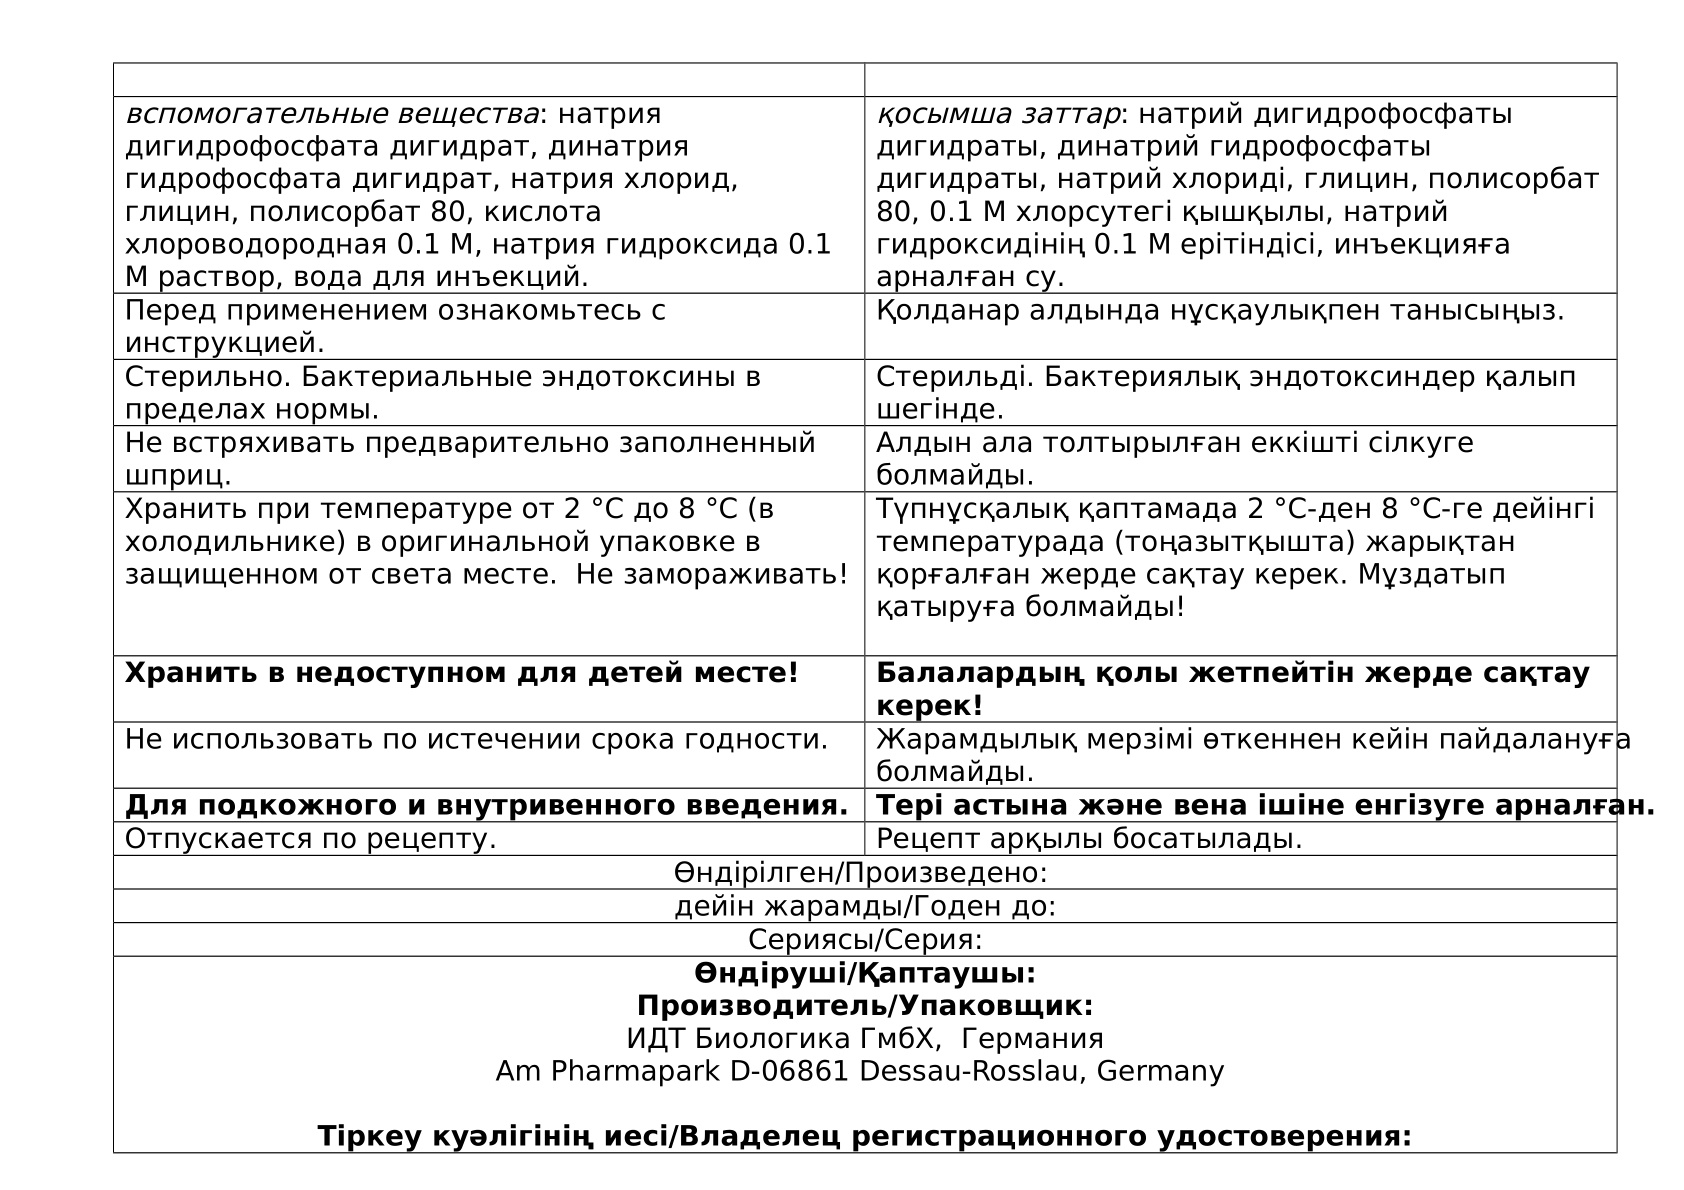 вспомогательные вещества: натрия
дигидрофосфата дигидрат, динатрия
гидрофосфата дигидрат, натрия хлорид,
глицин, полисорбат 80, кислота
хлороводородная 0.1 М, натрия гидроксида 0.1
М раствор, вода для инъекций.
қосымша заттар: натрий дигидрофосфаты
дигидраты, динатрий гидрофосфаты
дигидраты, натрий хлориді, глицин, полисорбат
80, 0.1 М хлорсутегі қышқылы, натрий
гидроксидінің 0.1 М ерітіндісі, инъекцияға
арналған су.
Перед применением ознакомьтесь с
инструкцией.
Қолданар алдында нұсқаулықпен танысыңыз.
Стерильно. Бактериальные эндотоксины в
пределах нормы.
Стерильді. Бактериялық эндотоксиндер қалып
шегінде.
Не встряхивать предварительно заполненный
шприц.
Алдын ала толтырылған еккішті сілкуге
болмайды.
Хранить при температуре от 2 °С до 8 °С (в
холодильнике) в оригинальной упаковке в
защищенном от света месте.  Не замораживать!
Түпнұсқалық қаптамада 2 °С-ден 8 °С-ге дейінгі
температурада (тоңазытқышта) жарықтан
қорғалған жерде сақтау керек. Мұздатып
қатыруға болмайды!
Хранить в недоступном для детей месте!
Балалардың қолы жетпейтін жерде сақтау
керек!
Не использовать по истечении срока годности.
Жарамдылық мерзімі өткеннен кейін пайдалануға
болмайды.
Для подкожного и внутривенного введения.
Тері астына және вена ішіне енгізуге арналған.
Отпускается по рецепту.
Рецепт арқылы босатылады.
Өндірілген/Произведено:
дейін жарамды/Годен до:
Сериясы/Серия:
Өндіруші/Қаптаушы:
Производитель/Упаковщик:
ИДТ Биологика ГмбХ,  Германия
Am Pharmapark D-06861 Dessau-Rosslau, Germany
Тіркеу куәлігінің иесі/Владелец регистрационного удостоверения: